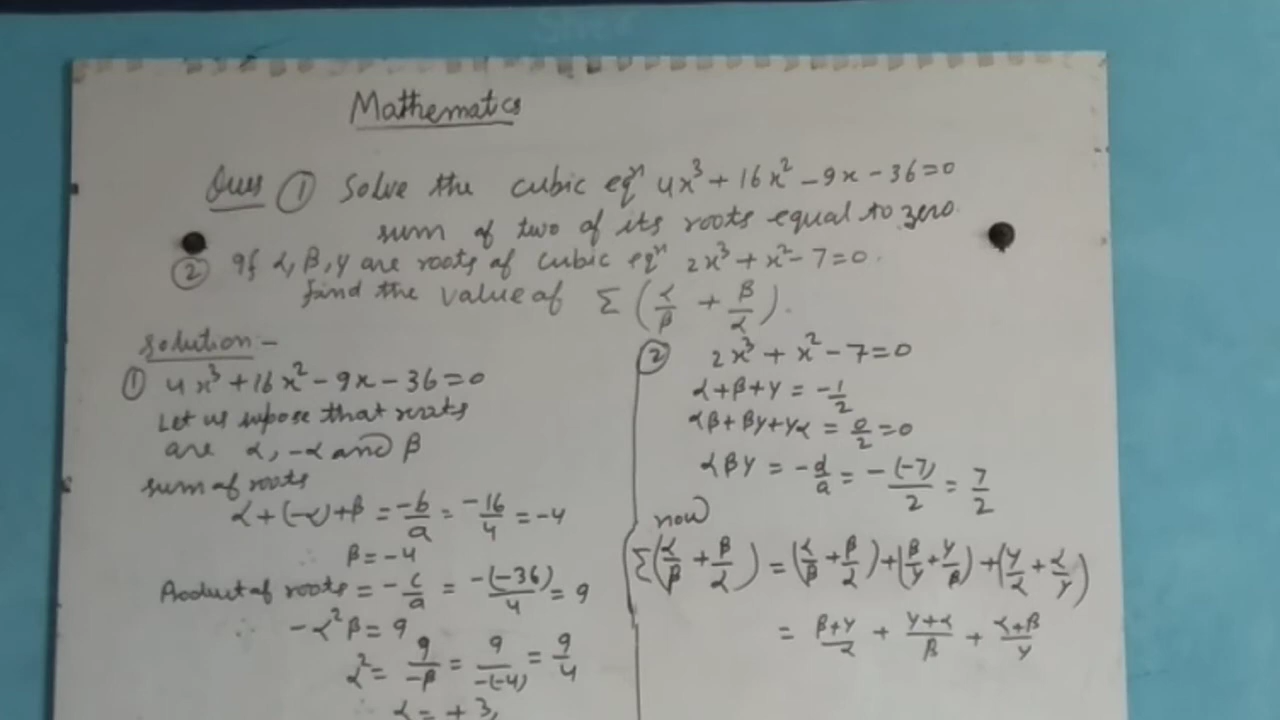 Mathematics
Ques ① Solve the cubic eqⁿ 4x³ + 16x² - 9x - 36 = 0
sum of two of its roots equal to zero.
② If α, β, γ are roots of cubic eqⁿ 2x³ + x² - 7 = 0.
find the value of Σ (α/β + β/α).
Solution -
① 4x³ + 16x² - 9x - 36 = 0
Let us supose that roots
are α, -α and β
sum of roots
α + (-α) + β = -b/a = -16/4 = -4
∴ β = -4
Product of roots = -c/a = -(-36)/4 = 9
∴ -α²β = 9
α² = 9/-β = 9/-(-4) = 9/4
∴ α = ± 3
② 2x³ + x² - 7 = 0
α + β + γ = -1/2
αβ + βγ + γα = 0/2 = 0
αβγ = -d/a = -(-7)/2 = 7/2
now
Σ(α/β + β/α) = (α/β + β/α) + (β/γ + γ/β) + (γ/α + α/γ)
= β+γ/α + γ+α/β + α+β/γ